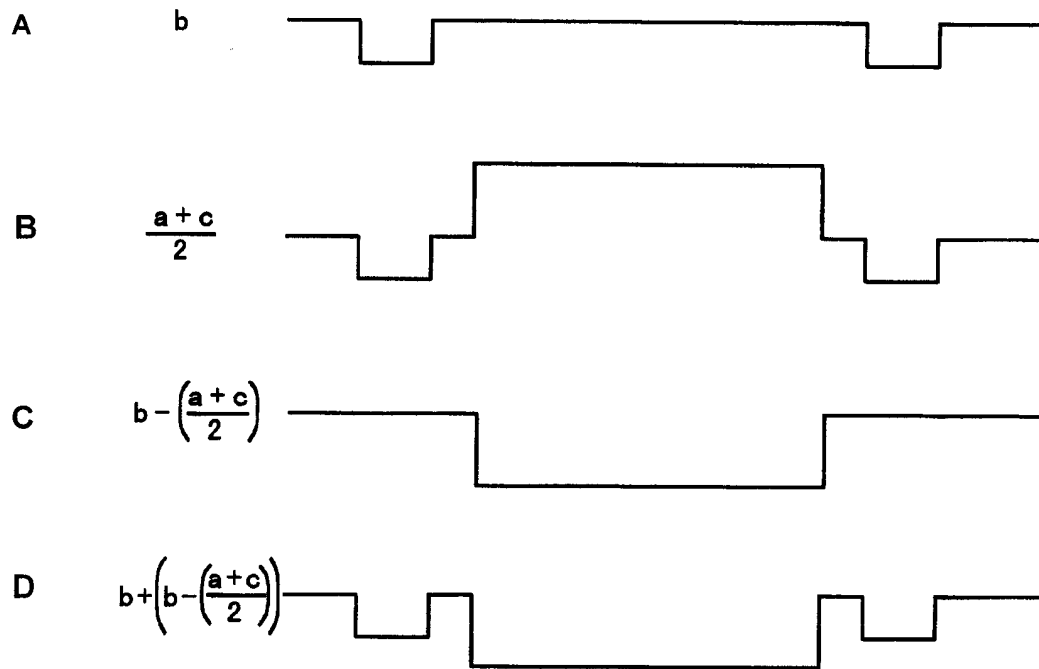 A b
B a + c / 2
C b - ( a + c / 2 )
D b + ( b - ( a + c / 2 ) )